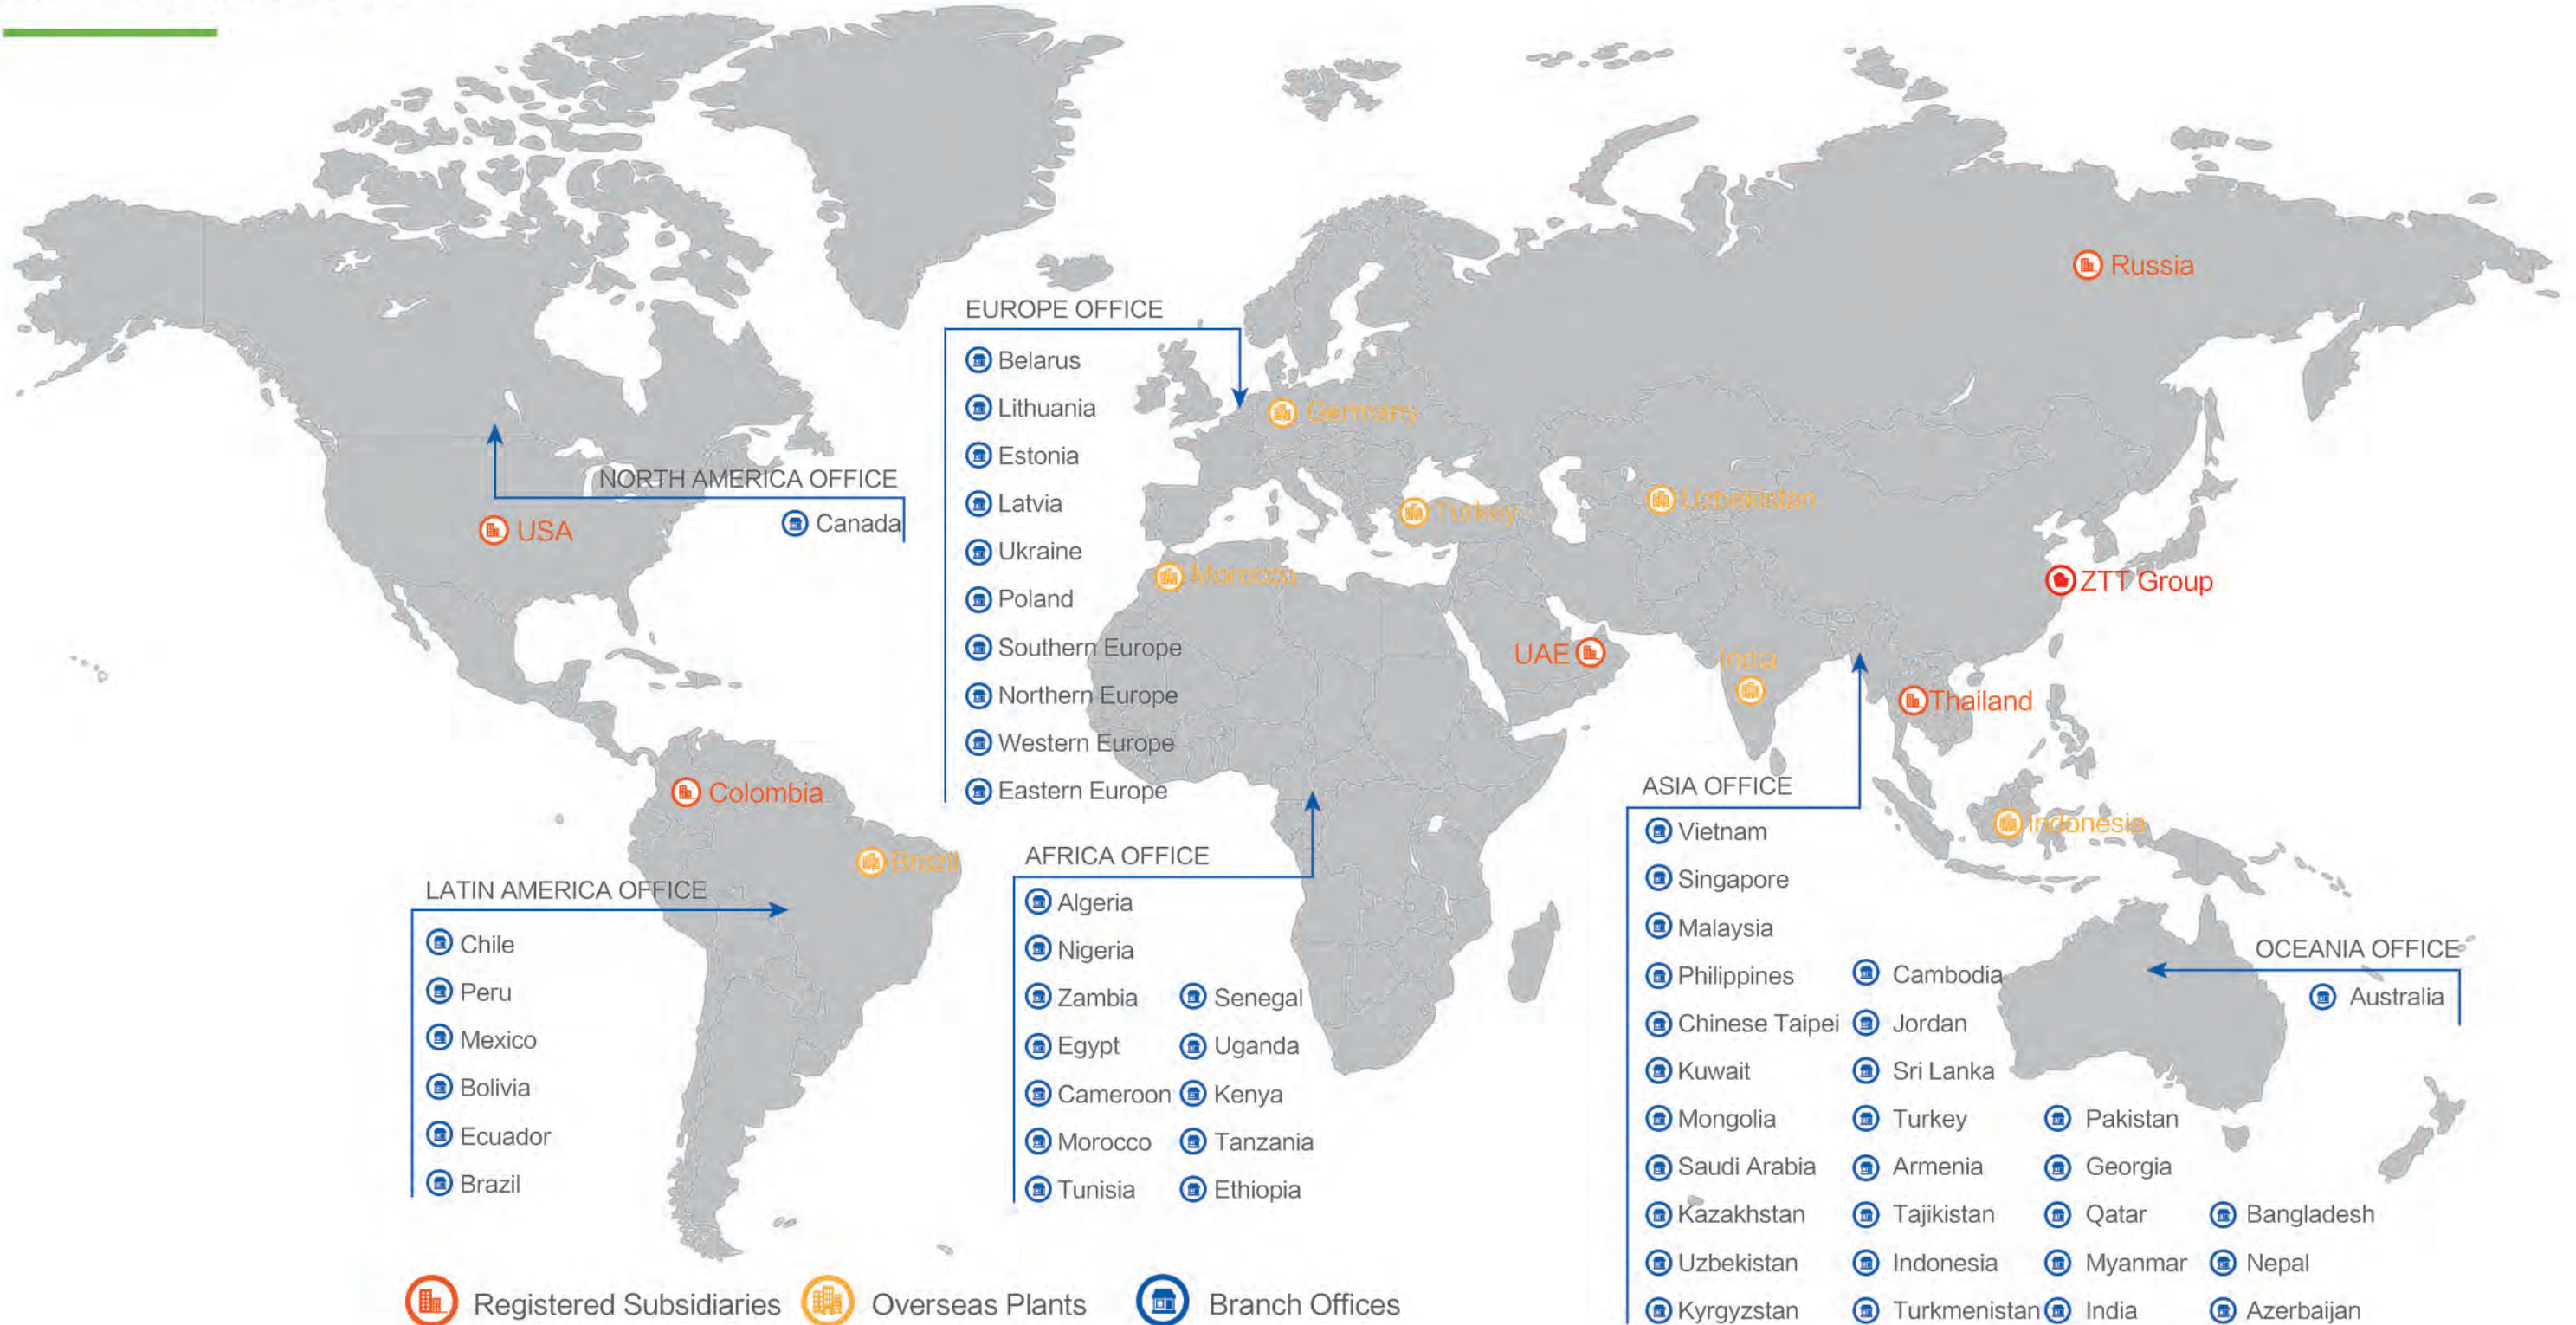 Russia
EUROPE OFFICE
Belarus
Lithuania
Estonia
Latvia
Ukraine
Poland
Southern Europe
Northern Europe
Western Europe
Eastern Europe
Germany
NORTH AMERICA OFFICE
Canada
USA
Turkey
Uzbekistan
Morocco
ZTT Group
UAE
India
Thailand
Colombia
Brazil
Indonesia
LATIN AMERICA OFFICE
Chile
Peru
Mexico
Bolivia
Ecuador
Brazil
AFRICA OFFICE
Algeria
Nigeria
Zambia Senegal
Egypt Uganda
Cameroon Kenya
Morocco Tanzania
Tunisia Ethiopia
ASIA OFFICE
Vietnam
Singapore
Malaysia
Philippines Cambodia
Chinese Taipei Jordan
Kuwait Sri Lanka
Mongolia Turkey Pakistan
Saudi Arabia Armenia Georgia
Kazakhstan Tajikistan Qatar Bangladesh
Uzbekistan Indonesia Myanmar Nepal
Kyrgyzstan Turkmenistan India Azerbaijan
OCEANIA OFFICE
Australia
Registered Subsidiaries Overseas Plants Branch Offices